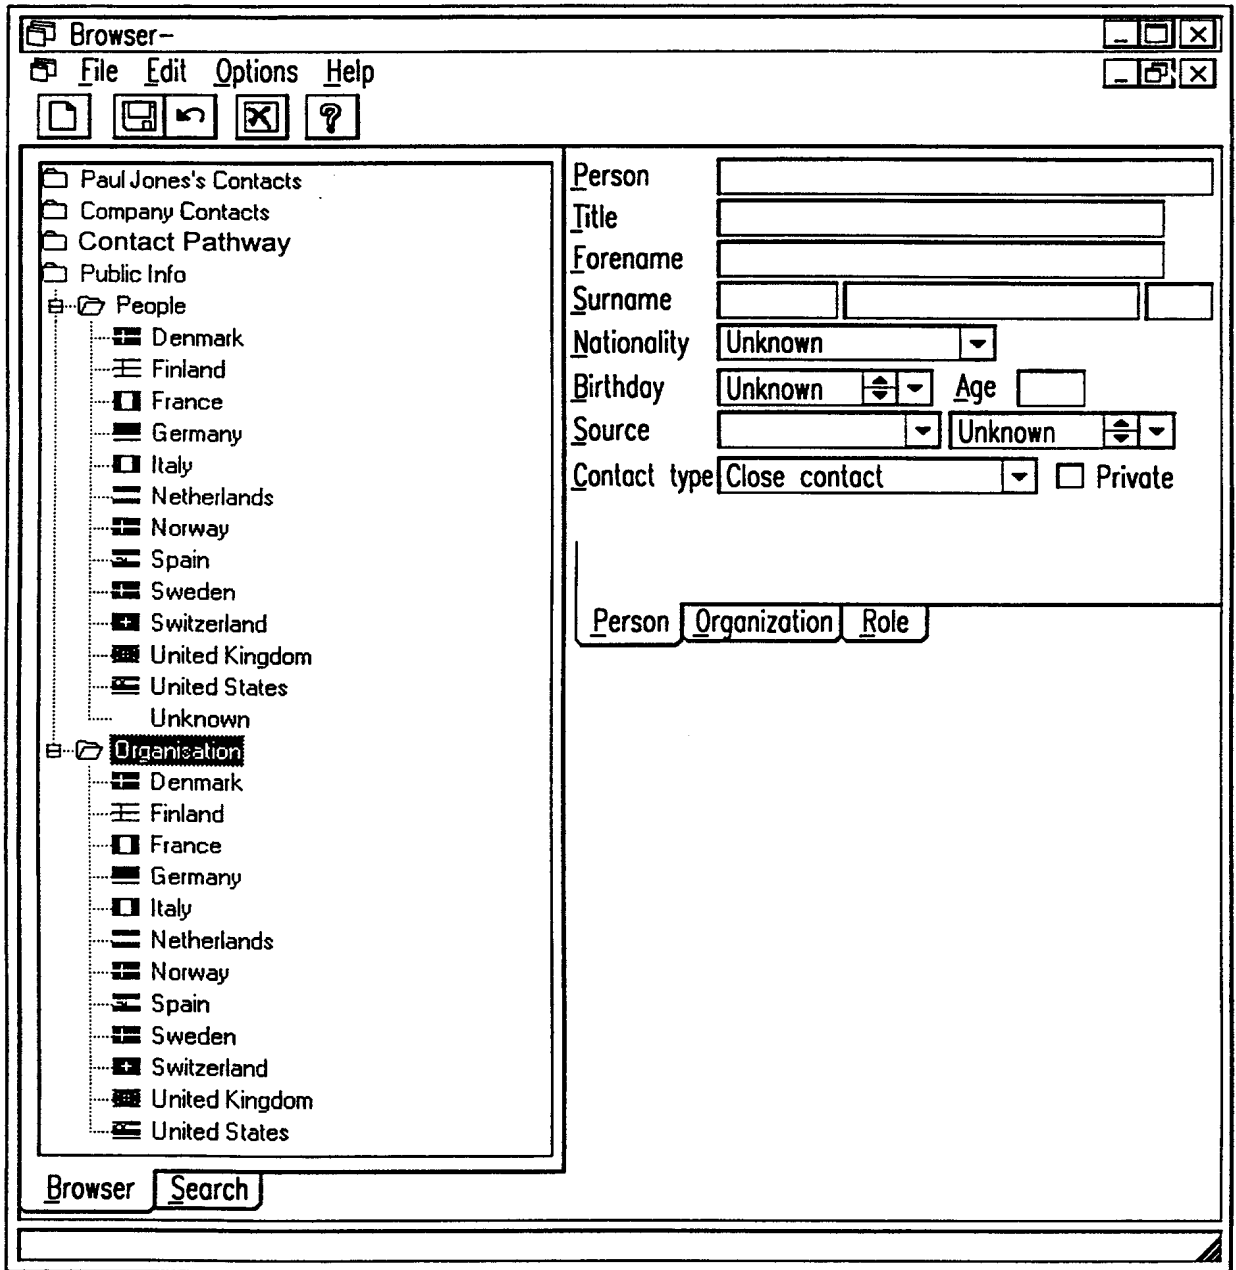 Browser-
File Edit Options Help
Paul Jones's Contacts
Company Contacts
Contact Pathway
Public Info
People
Denmark
Finland
France
Germany
Italy
Netherlands
Norway
Spain
Sweden
Switzerland
United Kingdom
United States
Unknown
Organisation
Denmark
Finland
France
Germany
Italy
Netherlands
Norway
Spain
Sweden
Switzerland
United Kingdom
United States
Browser Search
Person
Title
Forename
Surname
Nationality Unknown
Birthday Unknown Age
Source Unknown
Contact type Close contact Private
Person Organization Role